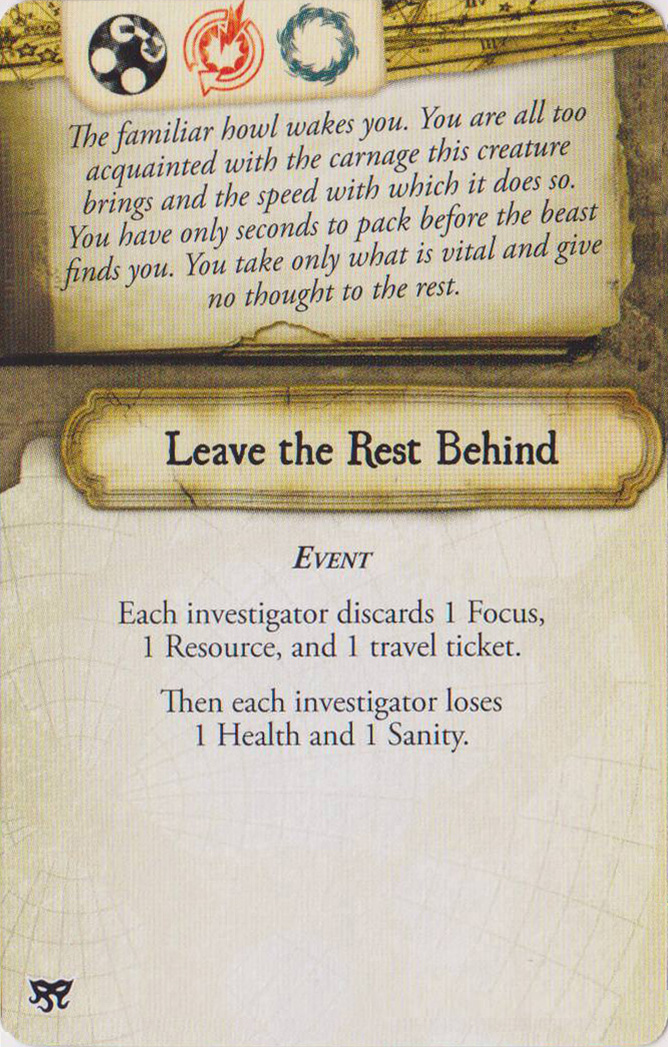 The familiar howl wakes you. You are all too
acquainted with the carnage this creature
brings and the speed with which it does so.
You have only seconds to pack before the beast
finds you. You take only what is vital and give
no thought to the rest.
Leave the Rest Behind
Event
Each investigator discards 1 Focus,
1 Resource, and 1 travel ticket.
Then each investigator loses
1 Health and 1 Sanity.